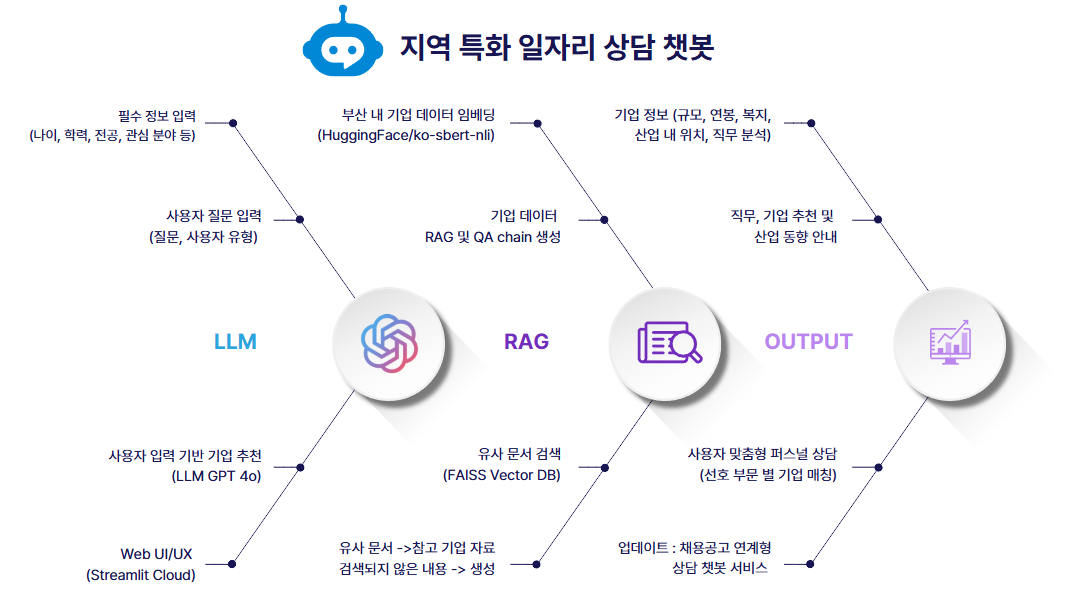 지역 특화 일자리 상담 챗봇
필수 정보 입력
(나이, 학력, 전공, 관심 분야 등)
사용자 질문 입력
(질문, 사용자 유형)
LLM
사용자 입력 기반 기업 추천
(LLM GPT 4o)
Web UI/UX
(Streamlit Cloud)
부산 내 기업 데이터 임베딩
(HuggingFace/ko-sbert-nli)
기업 데이터
RAG 및 QA chain 생성
RAG
유사 문서 검색
(FAISS Vector DB)
유사 문서 ->참고 기업 자료
검색되지 않은 내용 -> 생성
기업 정보 (규모, 연봉, 복지,
산업 내 위치, 직무 분석)
직무, 기업 추천 및
산업 동향 안내
OUTPUT
사용자 맞춤형 퍼스널 상담
(선호 부문 별 기업 매칭)
업데이트 : 채용공고 연계형
상담 챗봇 서비스